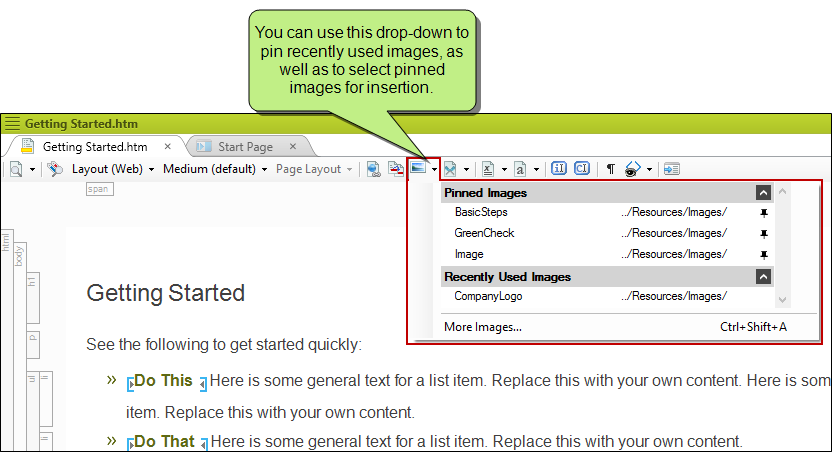 You can use this drop-down to
pin recently used images, as
well as to select pinned
images for insertion.
Getting Started.htm
Getting Started.htm × Start Page ×
Layout (Web) Medium (default) Page Layout
span
Pinned Images
BasicSteps ../Resources/Images/
GreenCheck ../Resources/Images/
Image ../Resources/Images/
Recently Used Images
CompanyLogo ../Resources/Images/
More Images... Ctrl+Shift+A
html
body
h1
p
ul
li
li
Getting Started
See the following to get started quickly:
» Do This Here is some general text for a list item. Replace this with your own content. Here is som
item. Replace this with your own content.
» Do That Here is some general text for a list item. Replace this with your own content.